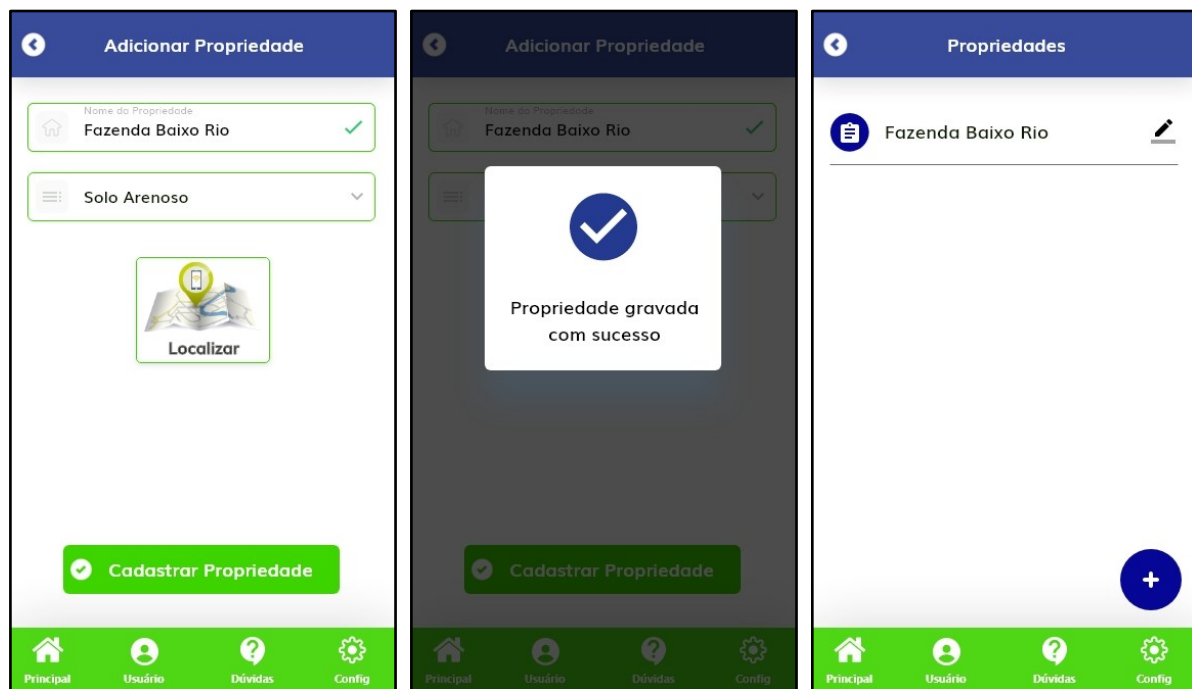 Adicionar Propriedade
Nome da Propriedade
Fazenda Baixo Rio
Solo Arenoso
Localizar
Cadastrar Propriedade
Principal Usuário Dúvidas Config
Adicionar Propriedade
Nome da Propriedade
Fazenda Baixo Rio
Propriedade gravada
com sucesso
Cadastrar Propriedade
Principal Usuário Dúvidas Config
Propriedades
Fazenda Baixo Rio
+
Principal Usuário Dúvidas Config